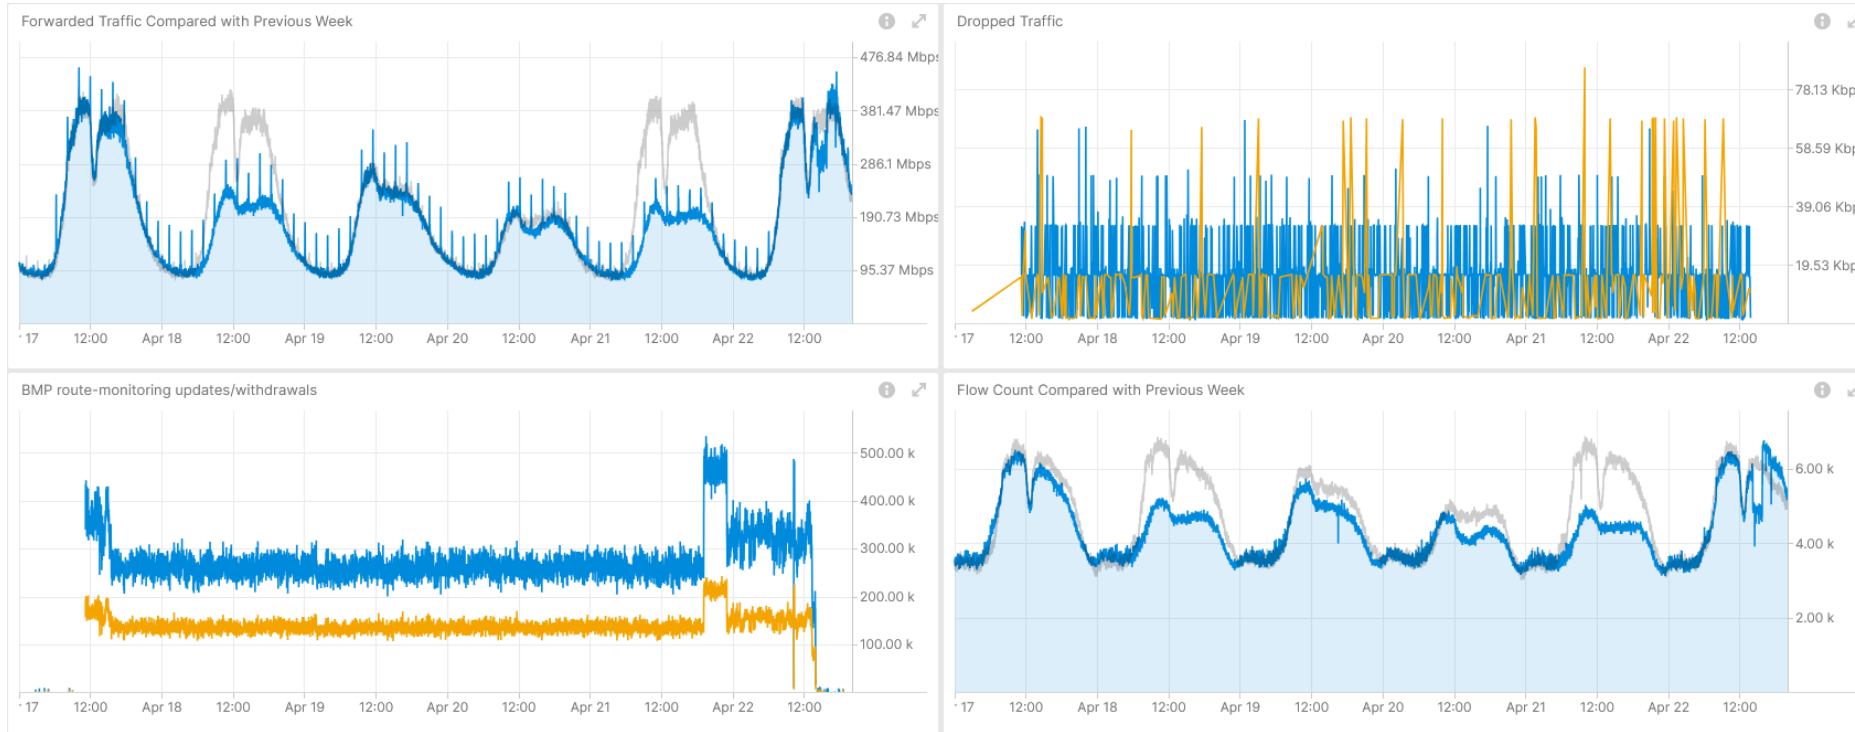 Forwarded Traffic Compared with Previous Week
476.84 Mbps
381.47 Mbps
286.1 Mbps
190.73 Mbps
95.37 Mbps
17 12:00 Apr 18 12:00 Apr 19 12:00 Apr 20 12:00 Apr 21 12:00 Apr 22 12:00
Dropped Traffic
78.13 Kbp
58.59 Kbp
39.06 Kbp
19.53 Kbp
17 12:00 Apr 18 12:00 Apr 19 12:00 Apr 20 12:00 Apr 21 12:00 Apr 22 12:00
BMP route-monitoring updates/withdrawals
500.00 k
400.00 k
300.00 k
200.00 k
100.00 k
17 12:00 Apr 18 12:00 Apr 19 12:00 Apr 20 12:00 Apr 21 12:00 Apr 22 12:00
Flow Count Compared with Previous Week
6.00 k
4.00 k
2.00 k
17 12:00 Apr 18 12:00 Apr 19 12:00 Apr 20 12:00 Apr 21 12:00 Apr 22 12:00